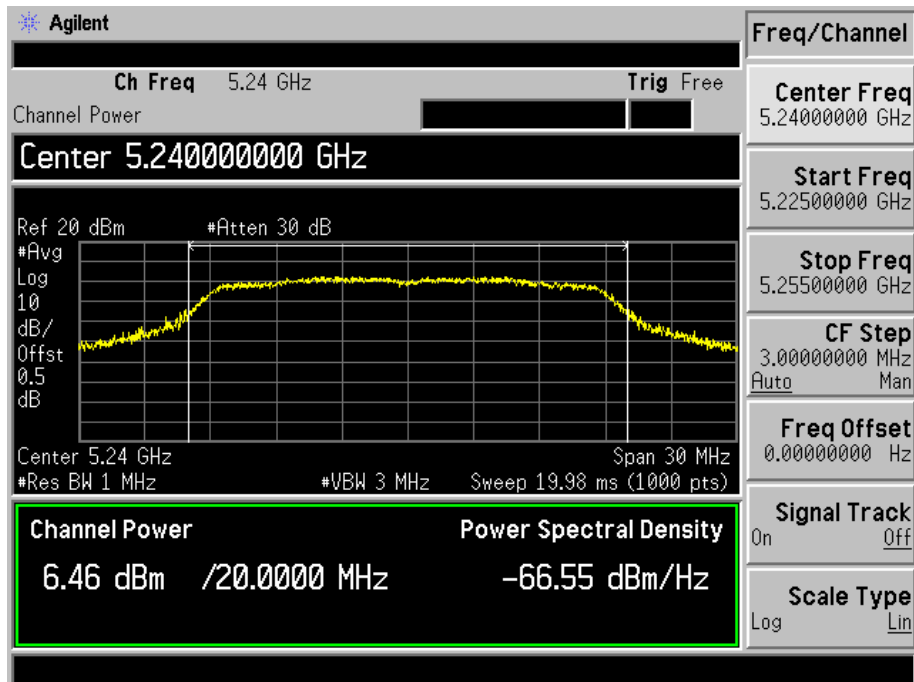 Agilent
Freq/Channel
Ch Freq 5.24 GHz Trig Free
Channel Power
Center 5.240000000 GHz
Ref 20 dBm #Atten 30 dB
#Avg
Log
10
dB/
Offst
0.5
dB
Center 5.24 GHz Span 30 MHz
#Res BW 1 MHz #VBW 3 MHz Sweep 19.98 ms (1000 pts)
Channel Power Power Spectral Density
6.46 dBm /20.0000 MHz -66.55 dBm/Hz
Center Freq
5.24000000 GHz
Start Freq
5.22500000 GHz
Stop Freq
5.25500000 GHz
CF Step
3.00000000 MHz
Auto Man
Freq Offset
0.00000000 Hz
Signal Track
On Off
Scale Type
Log Lin